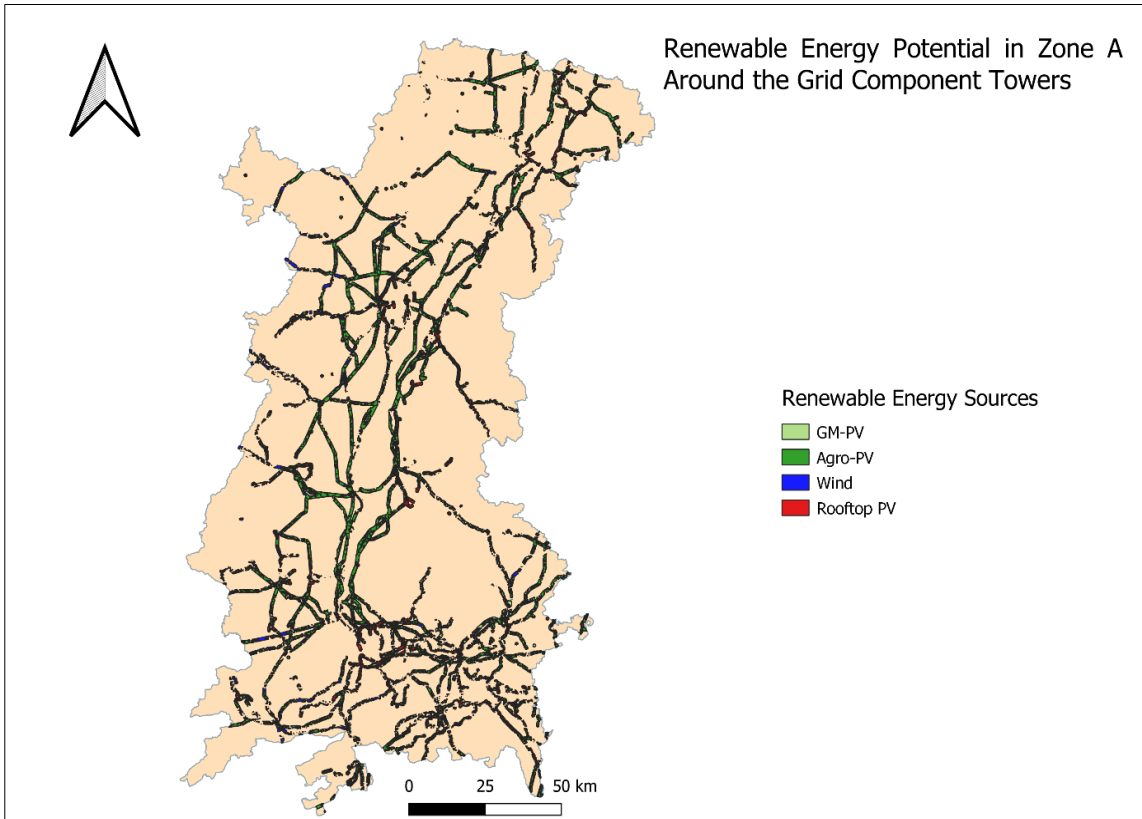 Renewable Energy Potential in Zone A
Around the Grid Component Towers
Renewable Energy Sources
GM-PV
Agro-PV
Wind
Rooftop PV
0 25 50 km